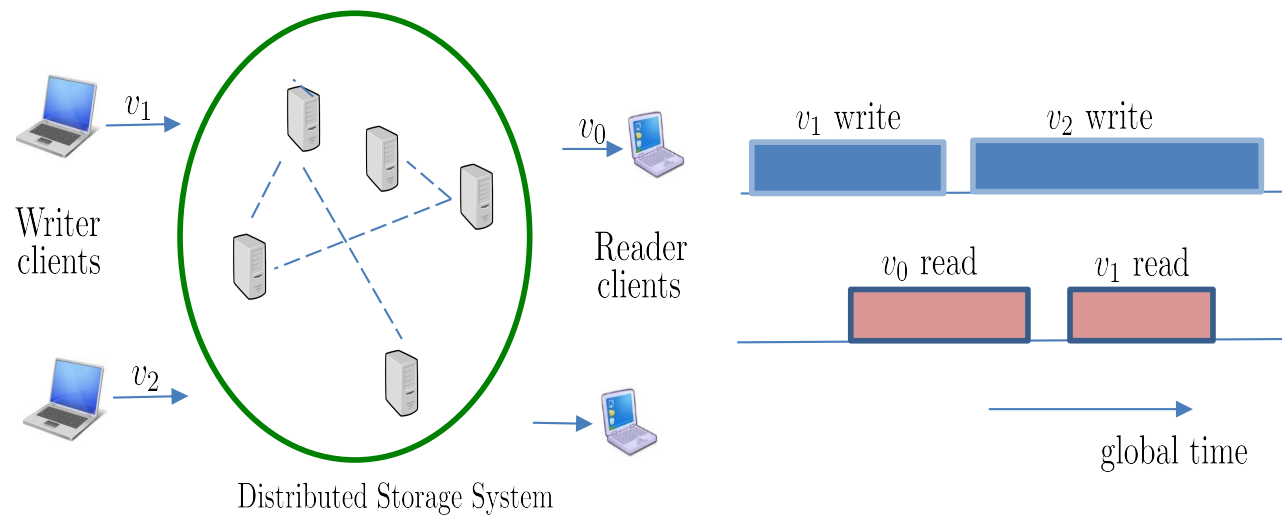 v₁
v₀
v₁ write
v₂ write
Writer
clients
Reader
clients
v₀ read
v₁ read
v₂
global time
Distributed Storage System